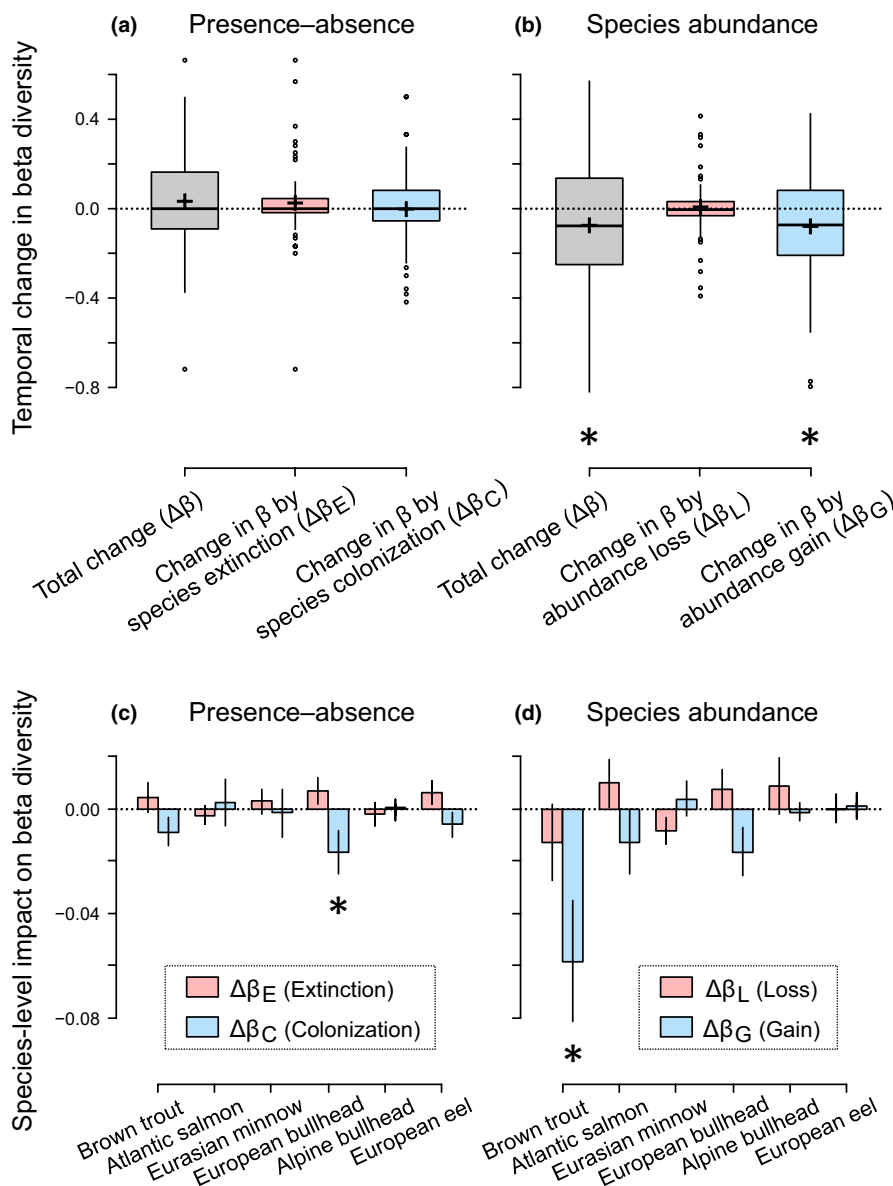 (a) Presence–absence
(b) Species abundance
Temporal change in beta diversity
0.4
0.0
−0.4
−0.8
* *
Total change (Δβ)
Change in β by
species extinction (ΔβE)
Change in β by
species colonization (ΔβC)
Total change (Δβ)
Change in β by
abundance loss (ΔβL)
Change in β by
abundance gain (ΔβG)
(c) Presence–absence
(d) Species abundance
Species-level impact on beta diversity
0.00
−0.04
−0.08
*
ΔβE (Extinction)
ΔβC (Colonization)
ΔβL (Loss)
ΔβG (Gain)
*
Brown trout
Atlantic salmon
Eurasian minnow
European bullhead
Alpine bullhead
European eel
Brown trout
Atlantic salmon
Eurasian minnow
European bullhead
Alpine bullhead
European eel